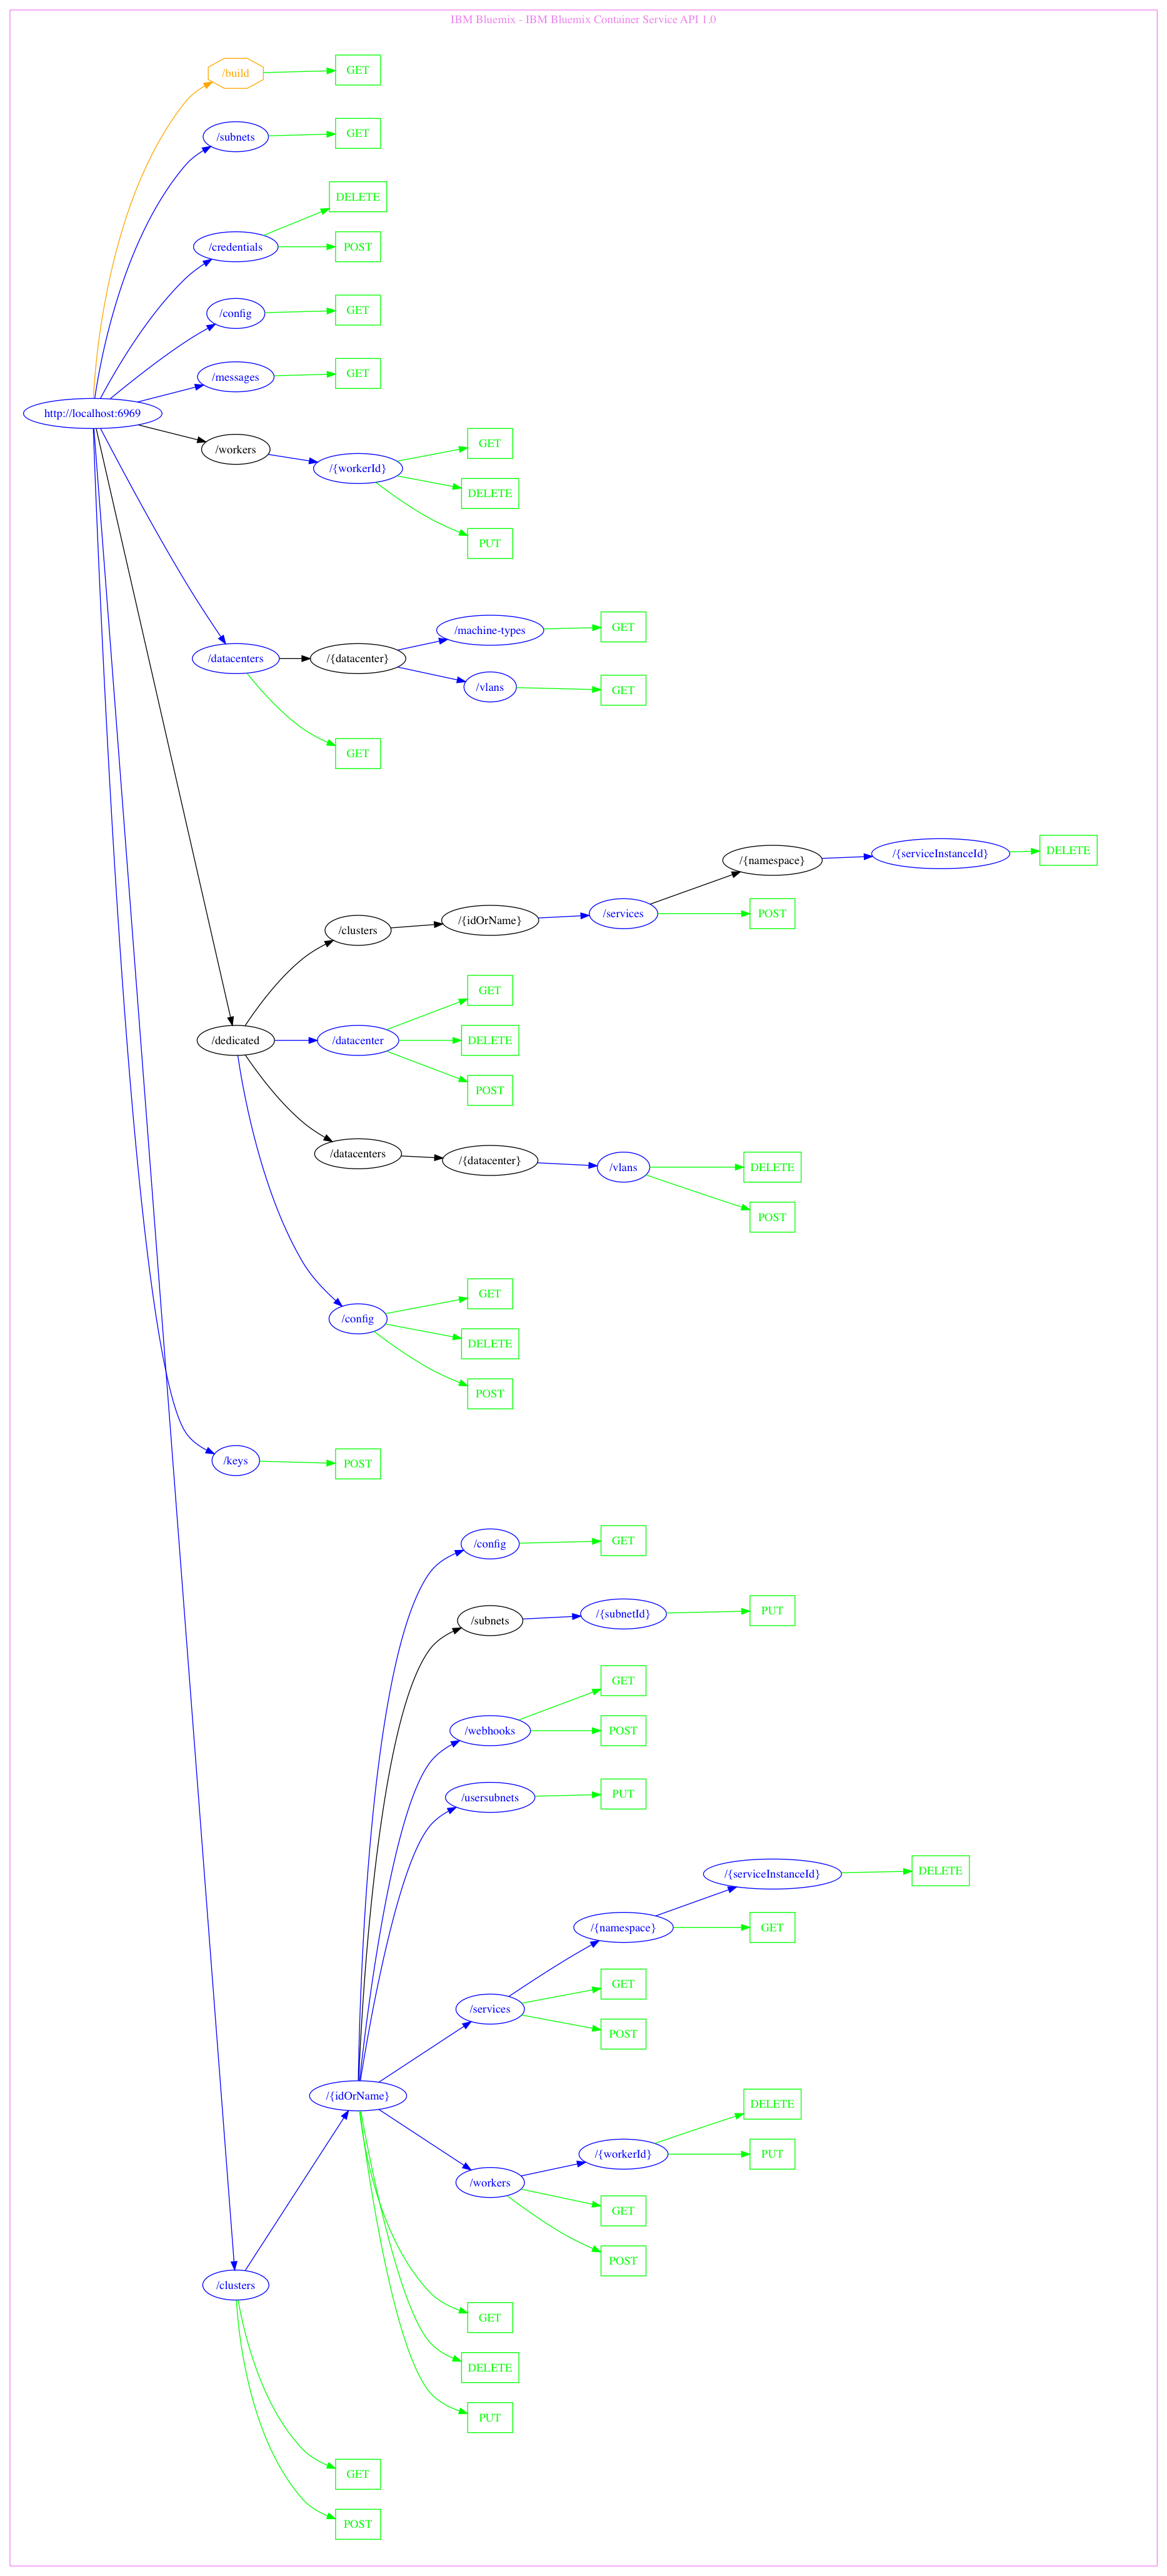 IBM Bluemix - IBM Bluemix Container Service API 1.0
/build
GET
/subnets
GET
DELETE
/credentials
POST
/config
GET
/messages
GET
http://localhost:6969
/workers
/{workerId}
GET
DELETE
PUT
/machine-types
GET
/datacenters
/{datacenter}
/vlans
GET
GET
/{namespace}
/{serviceInstanceId}
DELETE
/clusters
/{idOrName}
/services
POST
GET
/dedicated
/datacenter
DELETE
POST
/datacenters
/{datacenter}
/vlans
DELETE
POST
GET
/config
DELETE
POST
/keys
POST
/config
GET
/subnets
/{subnetId}
PUT
GET
/webhooks
POST
/usersubnets
PUT
/{serviceInstanceId}
DELETE
/{namespace}
GET
GET
/services
POST
/{idOrName}
DELETE
/{workerId}
PUT
/workers
GET
POST
/clusters
GET
DELETE
PUT
GET
POST